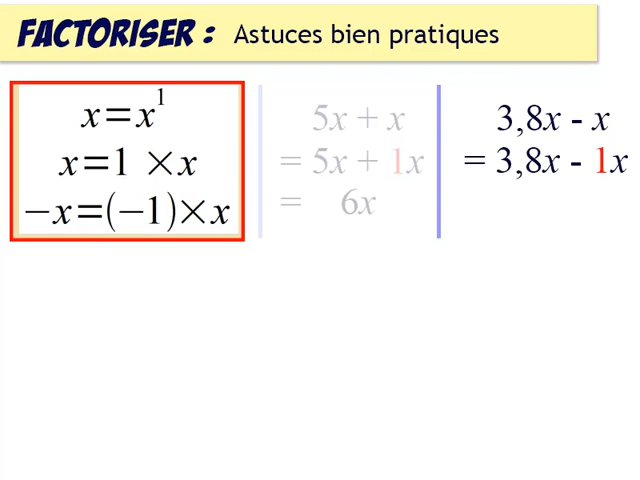 FACTORISER : Astuces bien pratiques
x=x¹
x=1 ×x
−x=(−1)×x
5x + x
= 5x + 1x
= 6x
3,8x - x
= 3,8x - 1x